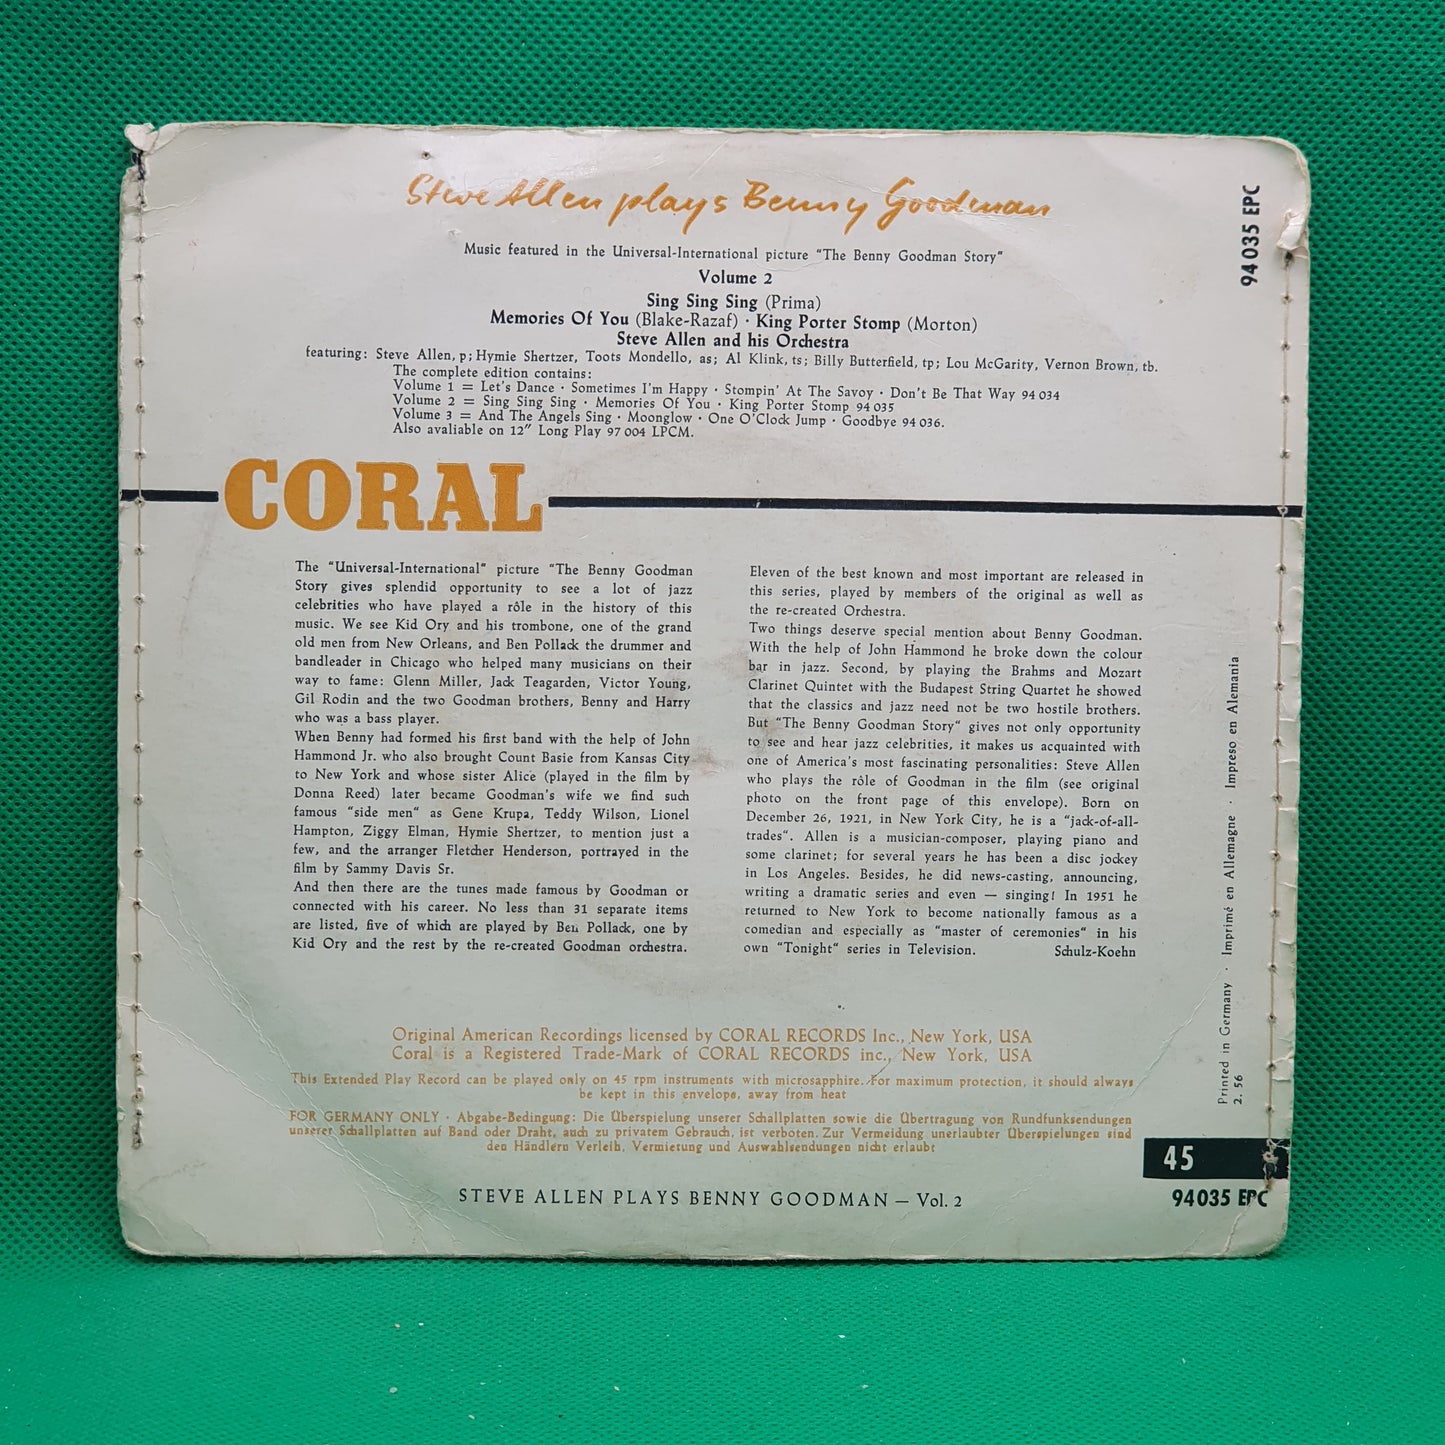 Steve Allen plays Benny Goodman
94 035 EPC
Music featured in the Universal-International picture "The Benny Goodman Story"
Volume 2
Sing Sing Sing (Prima)
Memories Of You (Blake-Razaf) · King Porter Stomp (Morton)
Steve Allen and his Orchestra
featuring: Steve Allen, p; Hymie Shertzer, Toots Mondello, as; Al Klink, ts; Billy Butterfield, tp; Lou McGarity, Vernon Brown, tb.
The complete edition contains:
Volume 1 = Let's Dance · Sometimes I'm Happy · Stompin' At The Savoy · Don't Be That Way 94 034
Volume 2 = Sing Sing Sing · Memories Of You · King Porter Stomp 94 035
Volume 3 = And The Angels Sing · Moonglow · One O'Clock Jump · Goodbye 94 036.
Also avaliable on 12" Long Play 97 004 LPCM.
CORAL
The "Universal-International" picture "The Benny Goodman
Story gives splendid opportunity to see a lot of jazz
celebrities who have played a rôle in the history of this
music. We see Kid Ory and his trombone, one of the grand
old men from New Orleans, and Ben Pollack the drummer and
bandleader in Chicago who helped many musicians on their
way to fame: Glenn Miller, Jack Teagarden, Victor Young,
Gil Rodin and the two Goodman brothers, Benny and Harry
who was a bass player.
When Benny had formed his first band with the help of John
Hammond Jr. who also brought Count Basie from Kansas City
to New York and whose sister Alice (played in the film by
Donna Reed) later became Goodman's wife we find such
famous "side men" as Gene Krupa, Teddy Wilson, Lionel
Hampton, Ziggy Elman, Hymie Shertzer, to mention just a
few, and the arranger Fletcher Henderson, portrayed in the
film by Sammy Davis Sr.
And then there are the tunes made famous by Goodman or
connected with his career. No less than 31 separate items
are listed, five of which are played by Ben Pollack, one by
Kid Ory and the rest by the re-created Goodman orchestra.
Eleven of the best known and most important are released in
this series, played by members of the original as well as
the re-created Orchestra.
Two things deserve special mention about Benny Goodman.
With the help of John Hammond he broke down the colour
bar in jazz. Second, by playing the Brahms and Mozart
Clarinet Quintet with the Budapest String Quartet he showed
that the classics and jazz need not be two hostile brothers.
But "The Benny Goodman Story" gives not only opportunity
to see and hear jazz celebrities, it makes us acquainted with
one of America's most fascinating personalities: Steve Allen
who plays the rôle of Goodman in the film (see original
photo on the front page of this envelope). Born on
December 26, 1921, in New York City, he is a "jack-of-all-
trades". Allen is a musician-composer, playing piano and
some clarinet; for several years he has been a disc jockey
in Los Angeles. Besides, he did news-casting, announcing,
writing a dramatic series and even — singing! In 1951 he
returned to New York to become nationally famous as a
comedian and especially as "master of ceremonies" in his
own "Tonight" series in Television. Schulz-Koehn
Printed in Germany · Imprimé en Allemagne · Impreso en Alemania
2. 56
Original American Recordings licensed by CORAL RECORDS Inc., New York, USA
Coral is a Registered Trade-Mark of CORAL RECORDS inc., New York, USA
This Extended Play Record can be played only on 45 rpm instruments with microsapphire. For maximum protection, it should always
be kept in this envelope, away from heat
FOR GERMANY ONLY · Abgabe-Bedingung: Die Überspielung unserer Schallplatten sowie die Übertragung von Rundfunksendungen
unserer Schallplatten auf Band oder Draht, auch zu privatem Gebrauch, ist verboten. Zur Vermeidung unerlaubter Überspielungen sind
den Händlern Verleih, Vermietung und Auswahlsendungen nicht erlaubt
45
STEVE ALLEN PLAYS BENNY GOODMAN — Vol. 2
94 035 EPC